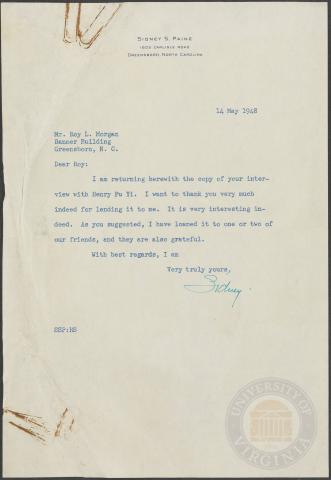 SIDNEY S. PAINE
1605 CARLISLE ROAD
GREENSBORO, NORTH CAROLINA
14 May 1948
Mr. Roy L. Morgan
Banner Building
Greensboro, N. C.
Dear Roy:
I am returning herewith the copy of your inter-
view with Henry Pu Yi. I want to thank you very much
indeed for lending it to me. It is very interesting in-
deed. As you suggested, I have loaned it to one or two of
our friends, and they are also grateful.
With best regards, I am
Very truly yours,
Sidney.
SSP:HS
UNIVERSITY OF
VIRGINIA